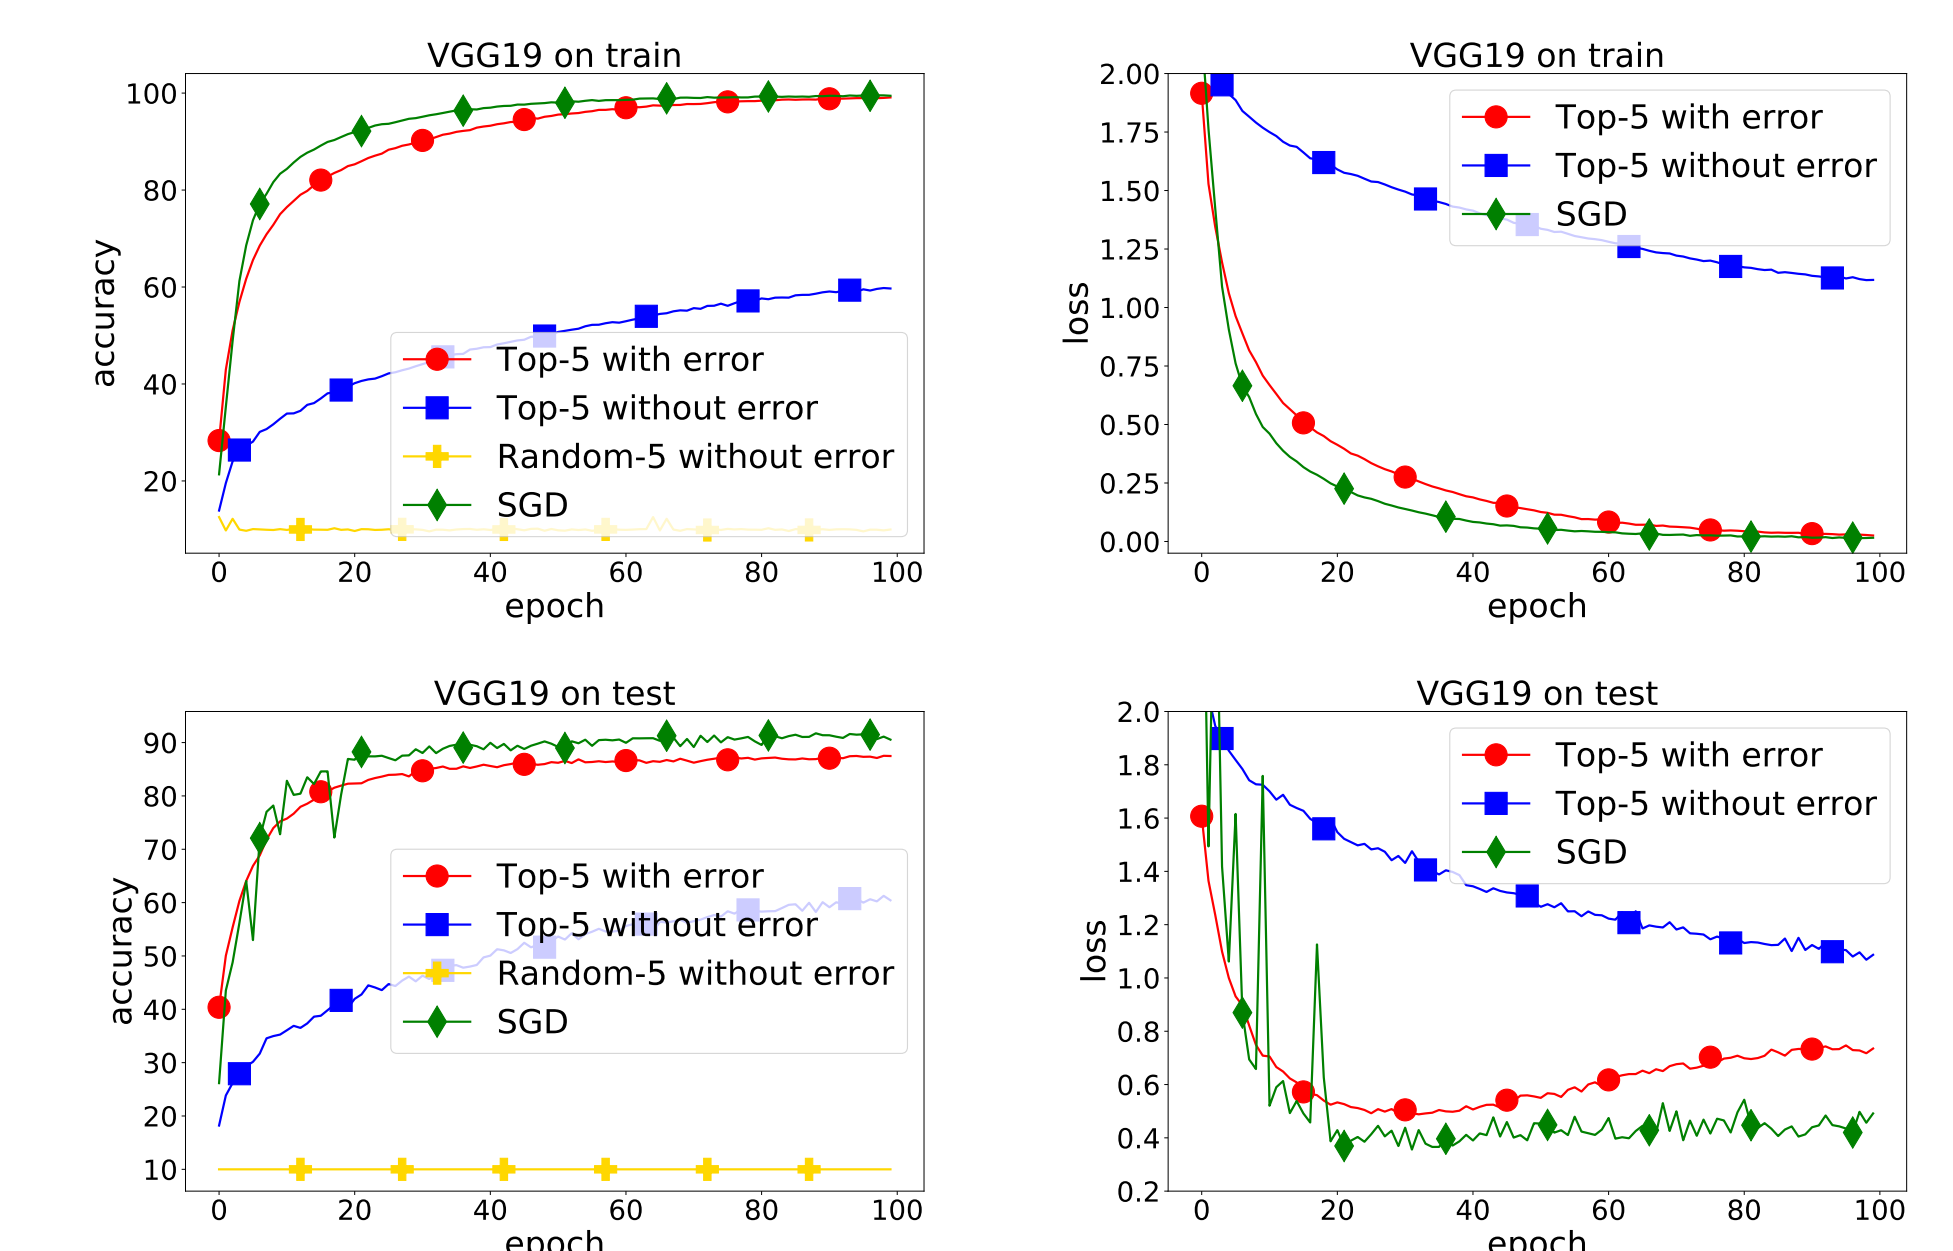 VGG19 on train
100
80
60
40
20
accuracy
Top-5 with error
Top-5 without error
Random-5 without error
SGD
0 20 40 60 80 100
epoch
VGG19 on train
2.00
1.75
1.50
1.25
1.00
0.75
0.50
0.25
0.00
loss
Top-5 with error
Top-5 without error
SGD
0 20 40 60 80 100
epoch
VGG19 on test
90
80
70
60
50
40
30
20
10
accuracy
Top-5 with error
Top-5 without error
Random-5 without error
SGD
0 20 40 60 80 100
epoch
VGG19 on test
2.0
1.8
1.6
1.4
1.2
1.0
0.8
0.6
0.4
0.2
loss
Top-5 with error
Top-5 without error
SGD
0 20 40 60 80 100
epoch